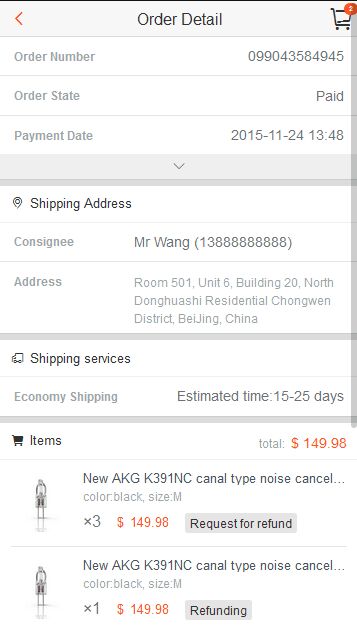 Order Detail
2
Order Number 099043584945
Order State Paid
Payment Date 2015-11-24 13:48
Shipping Address
Consignee Mr Wang (13888888888)
Address Room 501, Unit 6, Building 20, North
Donghuashi Residential Chongwen
District, BeiJing, China
Shipping services
Economy Shipping Estimated time:15-25 days
Items total: $ 149.98
New AKG K391NC canal type noise cancel...
color:black, size:M
×3 $ 149.98 Request for refund
New AKG K391NC canal type noise cancel...
color:black, size:M
×1 $ 149.98 Refunding